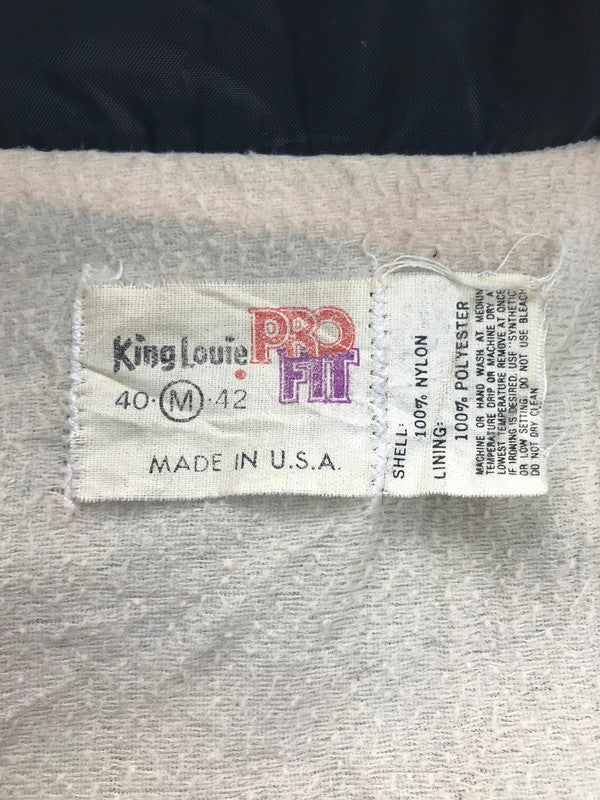 King Louie PRO
FIT
40·M·42
MADE IN U.S.A.
SHELL:
100% NYLON
LINING:
100% POLYESTER
MACHINE OR HAND WASH AT MEDIUM
TEMPERATURE DRIP OR MACHINE DRY A
LOWEST TEMPERATURE REMOVE AT ONCE
IF IRONING IS DESIRED, USE "SYNTHETIC
OR LOW SETTING. DO NOT USE BLEACH
DO NOT DRY CLEAN